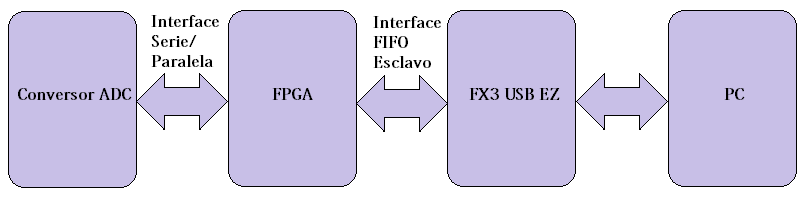 Interface
Serie/
Paralela
Interface
FIFO
Esclavo
Conversor ADC
FPGA
FX3 USB EZ
PC